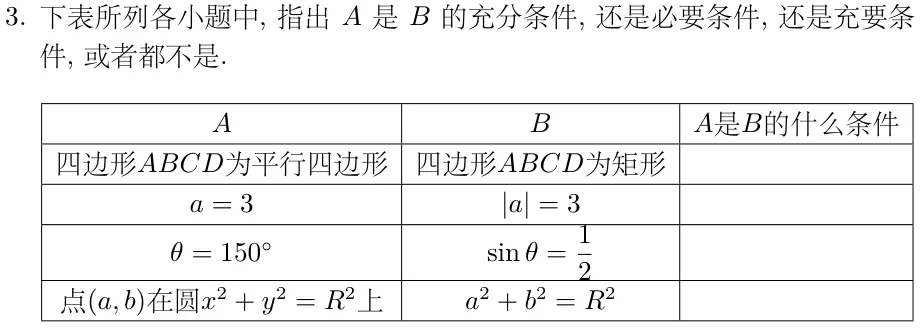 3. 下表所列各小题中, 指出 A 是 B 的充分条件, 还是必要条件, 还是充要条
件, 或者都不是.
A B A是B的什么条件
四边形ABCD为平行四边形 四边形ABCD为矩形
a = 3 |a| = 3
θ = 150° sin θ = 1/2
点(a, b)在圆x² + y² = R²上 a² + b² = R²